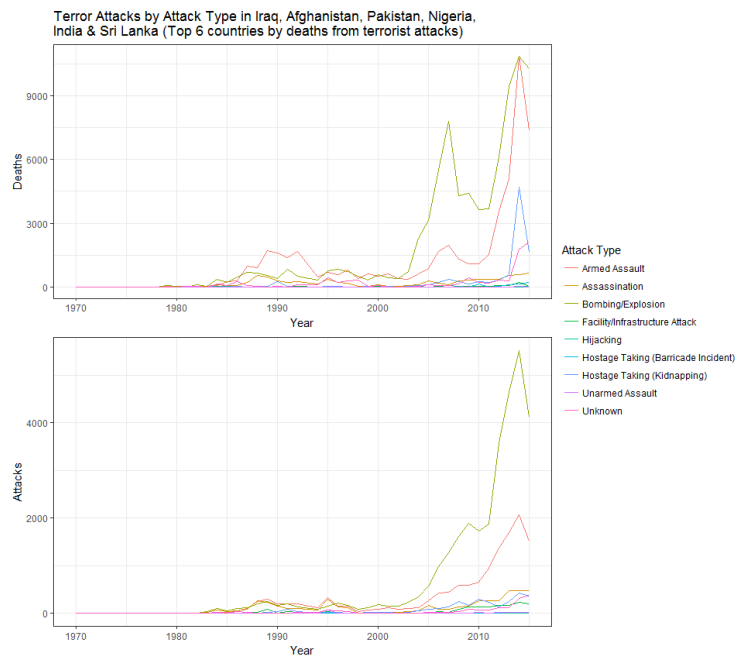 Terror Attacks by Attack Type in Iraq, Afghanistan, Pakistan, Nigeria,
India & Sri Lanka (Top 6 countries by deaths from terrorist attacks)
9000
6000
3000
0
Deaths
1970 1980 1990 2000 2010
Year
4000
2000
0
Attacks
1970 1980 1990 2000 2010
Year
Attack Type
Armed Assault
Assassination
Bombing/Explosion
Facility/Infrastructure Attack
Hijacking
Hostage Taking (Barricade Incident)
Hostage Taking (Kidnapping)
Unarmed Assault
Unknown